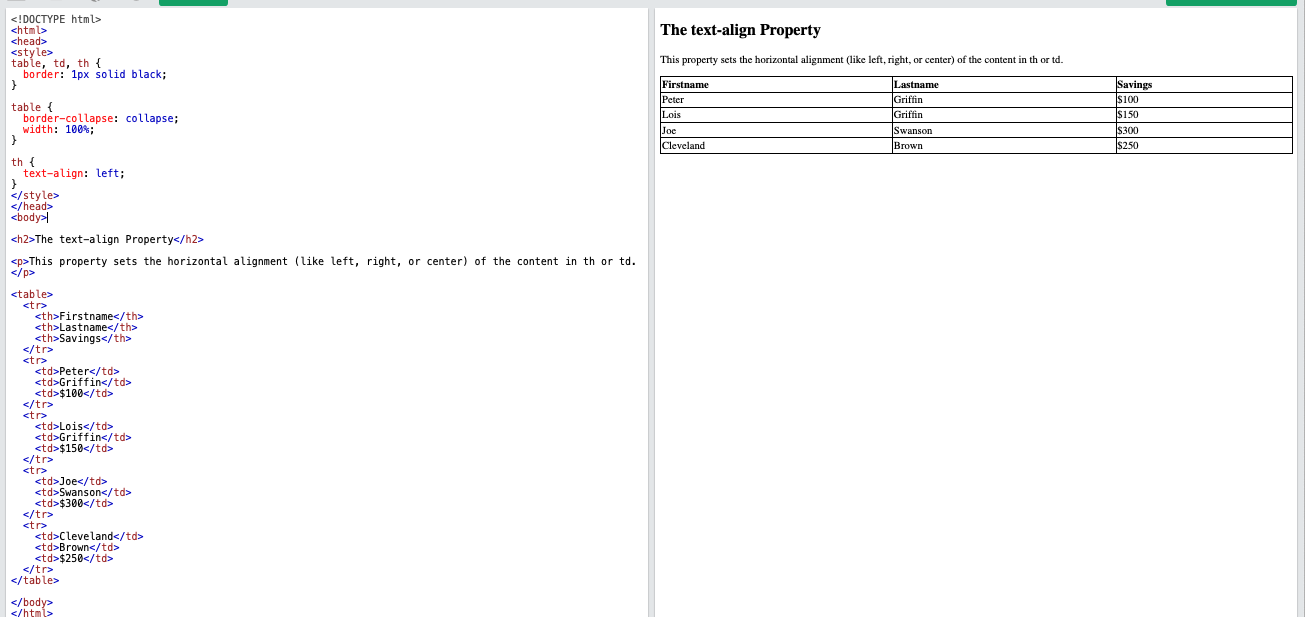 <!DOCTYPE html>
<html>
<head>
<style>
table, td, th {
  border: 1px solid black;
}

table {
  border-collapse: collapse;
  width: 100%;
}

th {
  text-align: left;
}
</style>
</head>
<body>

<h2>The text-align Property</h2>

<p>This property sets the horizontal alignment (like left, right, or center) of the content in th or td.
</p>

<table>
  <tr>
    <th>Firstname</th>
    <th>Lastname</th>
    <th>Savings</th>
  </tr>
  <tr>
    <td>Peter</td>
    <td>Griffin</td>
    <td>$100</td>
  </tr>
  <tr>
    <td>Lois</td>
    <td>Griffin</td>
    <td>$150</td>
  </tr>
  <tr>
    <td>Joe</td>
    <td>Swanson</td>
    <td>$300</td>
  </tr>
  <tr>
    <td>Cleveland</td>
    <td>Brown</td>
    <td>$250</td>
  </tr>
</table>

</body>
</html>
The text-align Property
This property sets the horizontal alignment (like left, right, or center) of the content in th or td.
Firstname Lastname Savings
Peter Griffin $100
Lois Griffin $150
Joe Swanson $300
Cleveland Brown $250